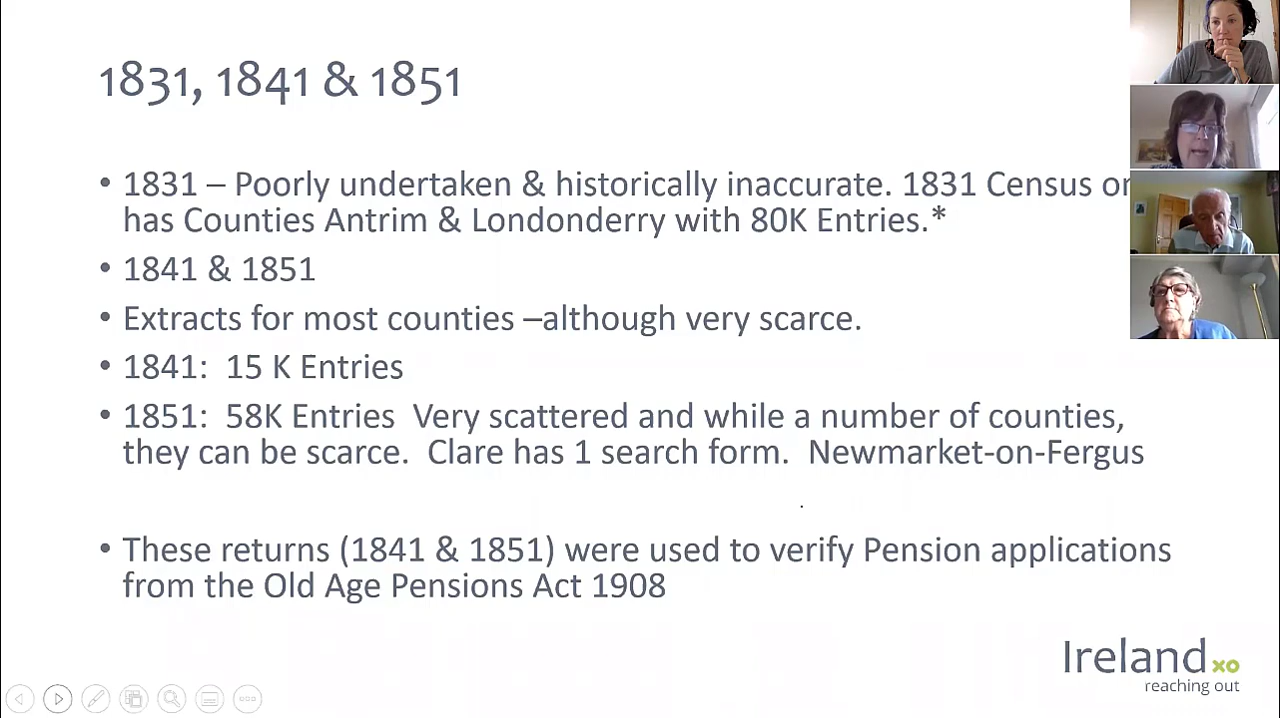 1831, 1841 & 1851
• 1831 – Poorly undertaken & historically inaccurate. 1831 Census
has Counties Antrim & Londonderry with 80K Entries.*
• 1841 & 1851
• Extracts for most counties –although very scarce.
• 1841:  15 K Entries
• 1851:  58K Entries  Very scattered and while a number of counties,
they can be scarce.  Clare has 1 search form.  Newmarket-on-Fergus
• These returns (1841 & 1851) were used to verify Pension applications
from the Old Age Pensions Act 1908
Ireland xo
reaching out